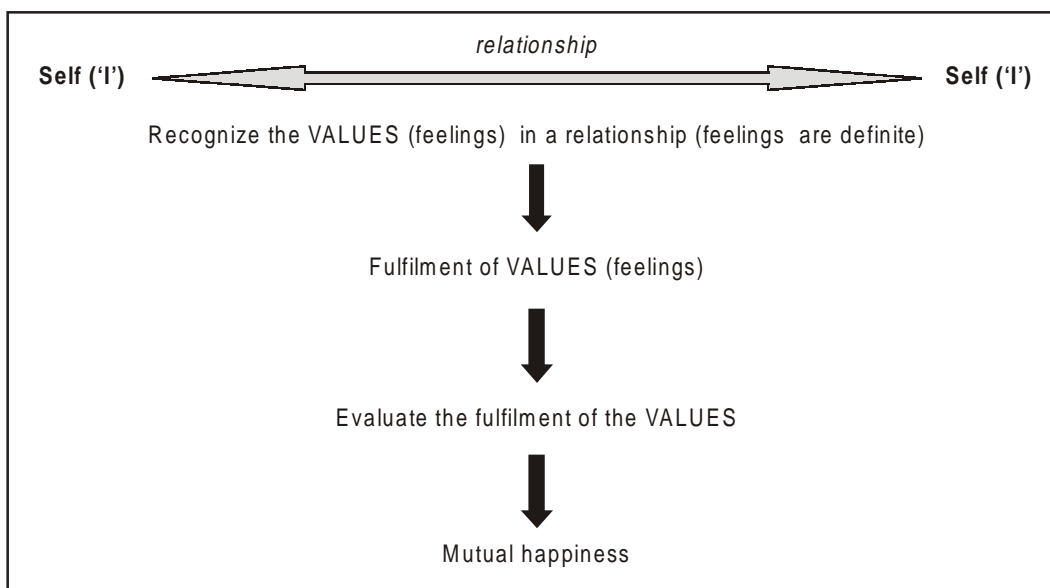 relationship
Self (‘I’) Self (‘I’)
Recognize the VALUES (feelings) in a relationship (feelings are definite)
Fulfilment of VALUES (feelings)
Evaluate the fulfilment of the VALUES
Mutual happiness